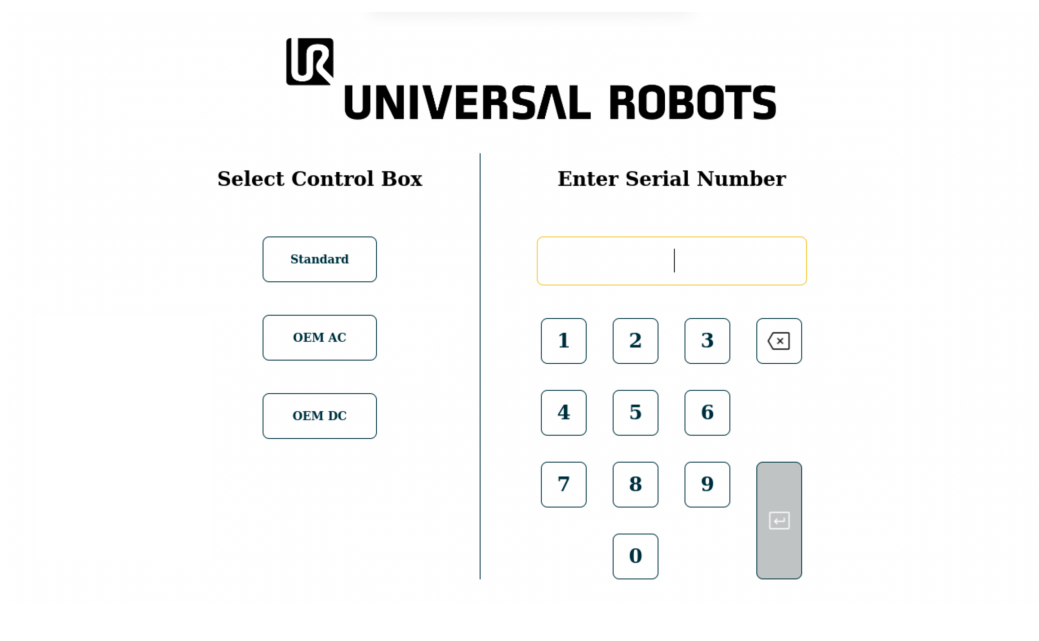 UR
UNIVERSAL ROBOTS
Select Control Box
Standard
OEM AC
OEM DC
Enter Serial Number
1 2 3
4 5 6
7 8 9
0